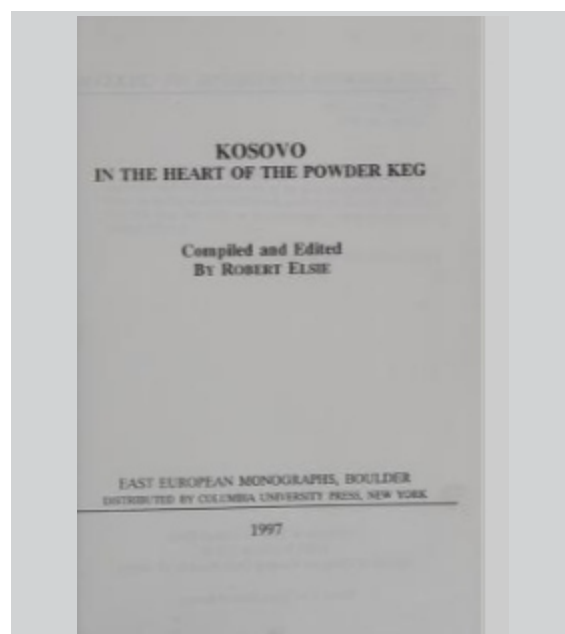 KOSOVO
IN THE HEART OF THE POWDER KEG
Compiled and Edited
BY ROBERT ELSIE
EAST EUROPEAN MONOGRAPHS, BOULDER
DISTRIBUTED BY COLUMBIA UNIVERSITY PRESS, NEW YORK
1997